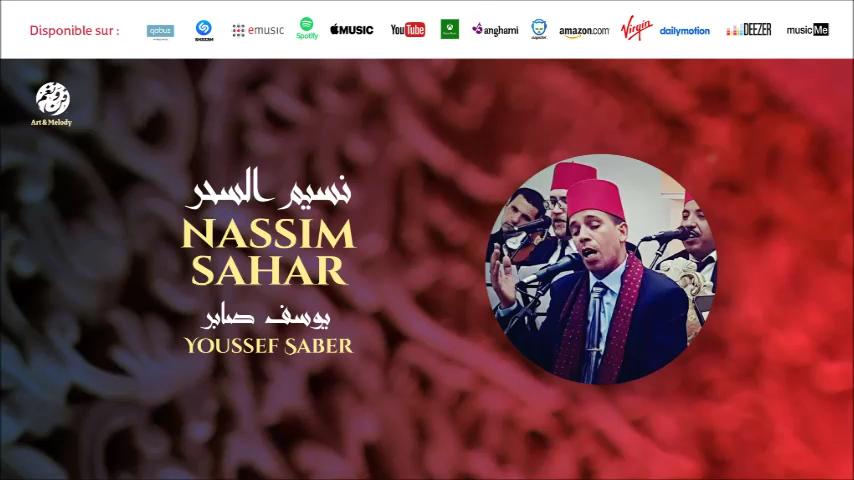 Disponible sur :
qobuz
SHAZAM
emusic
Spotify
MUSIC
YouTube
anghami
napster
amazon.com
Virgin
dailymotion
DEEZER
musicMe
Art & Melody
نسيم السحر
NASSIM
SAHAR
يوسف صابر
YOUSSEF SABER